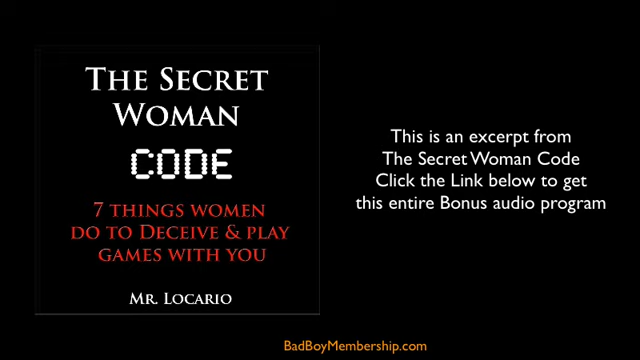 The Secret
Woman
CODE
7 things women
do to Deceive & play
games with you
Mr. Locario
This is an excerpt from
The Secret Woman Code
Click the Link below to get
this entire Bonus audio program
BadBoyMembership.com